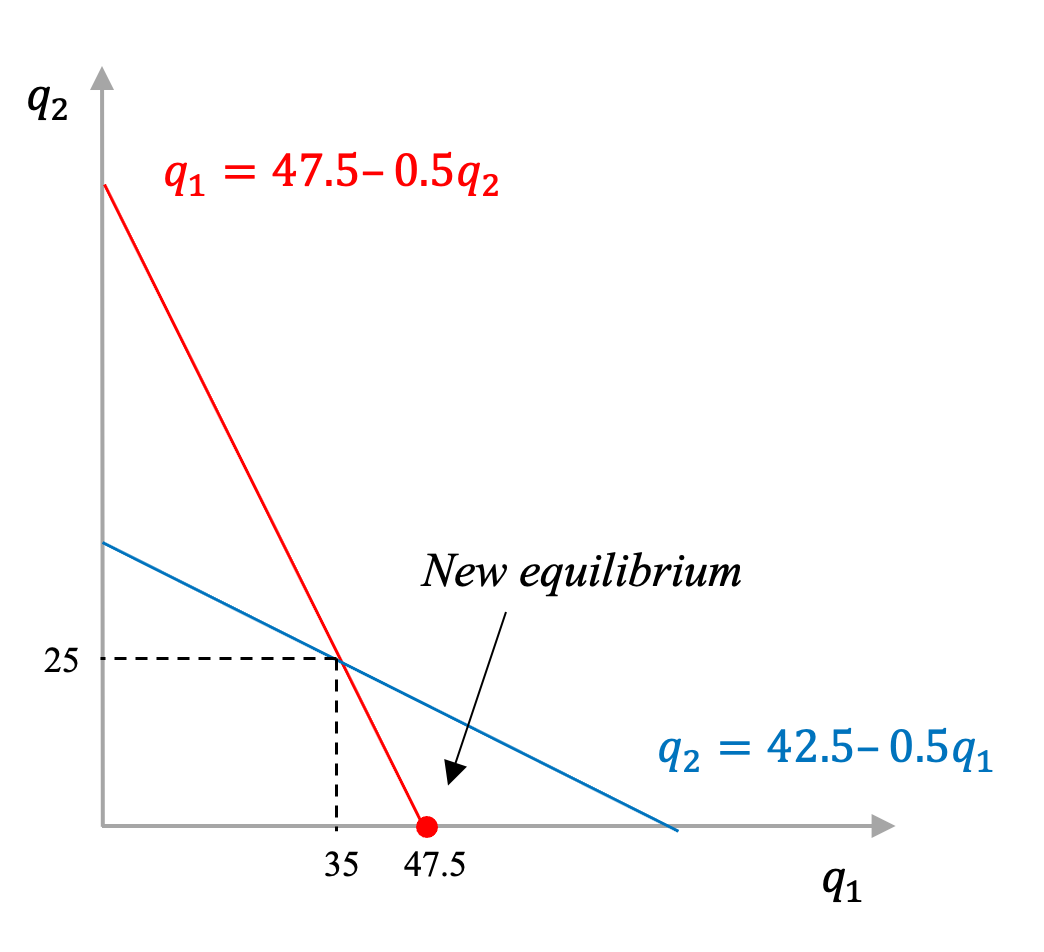 q₂
q₁ = 47.5– 0.5q₂
New equilibrium
25
q₂ = 42.5– 0.5q₁
35
47.5
q₁